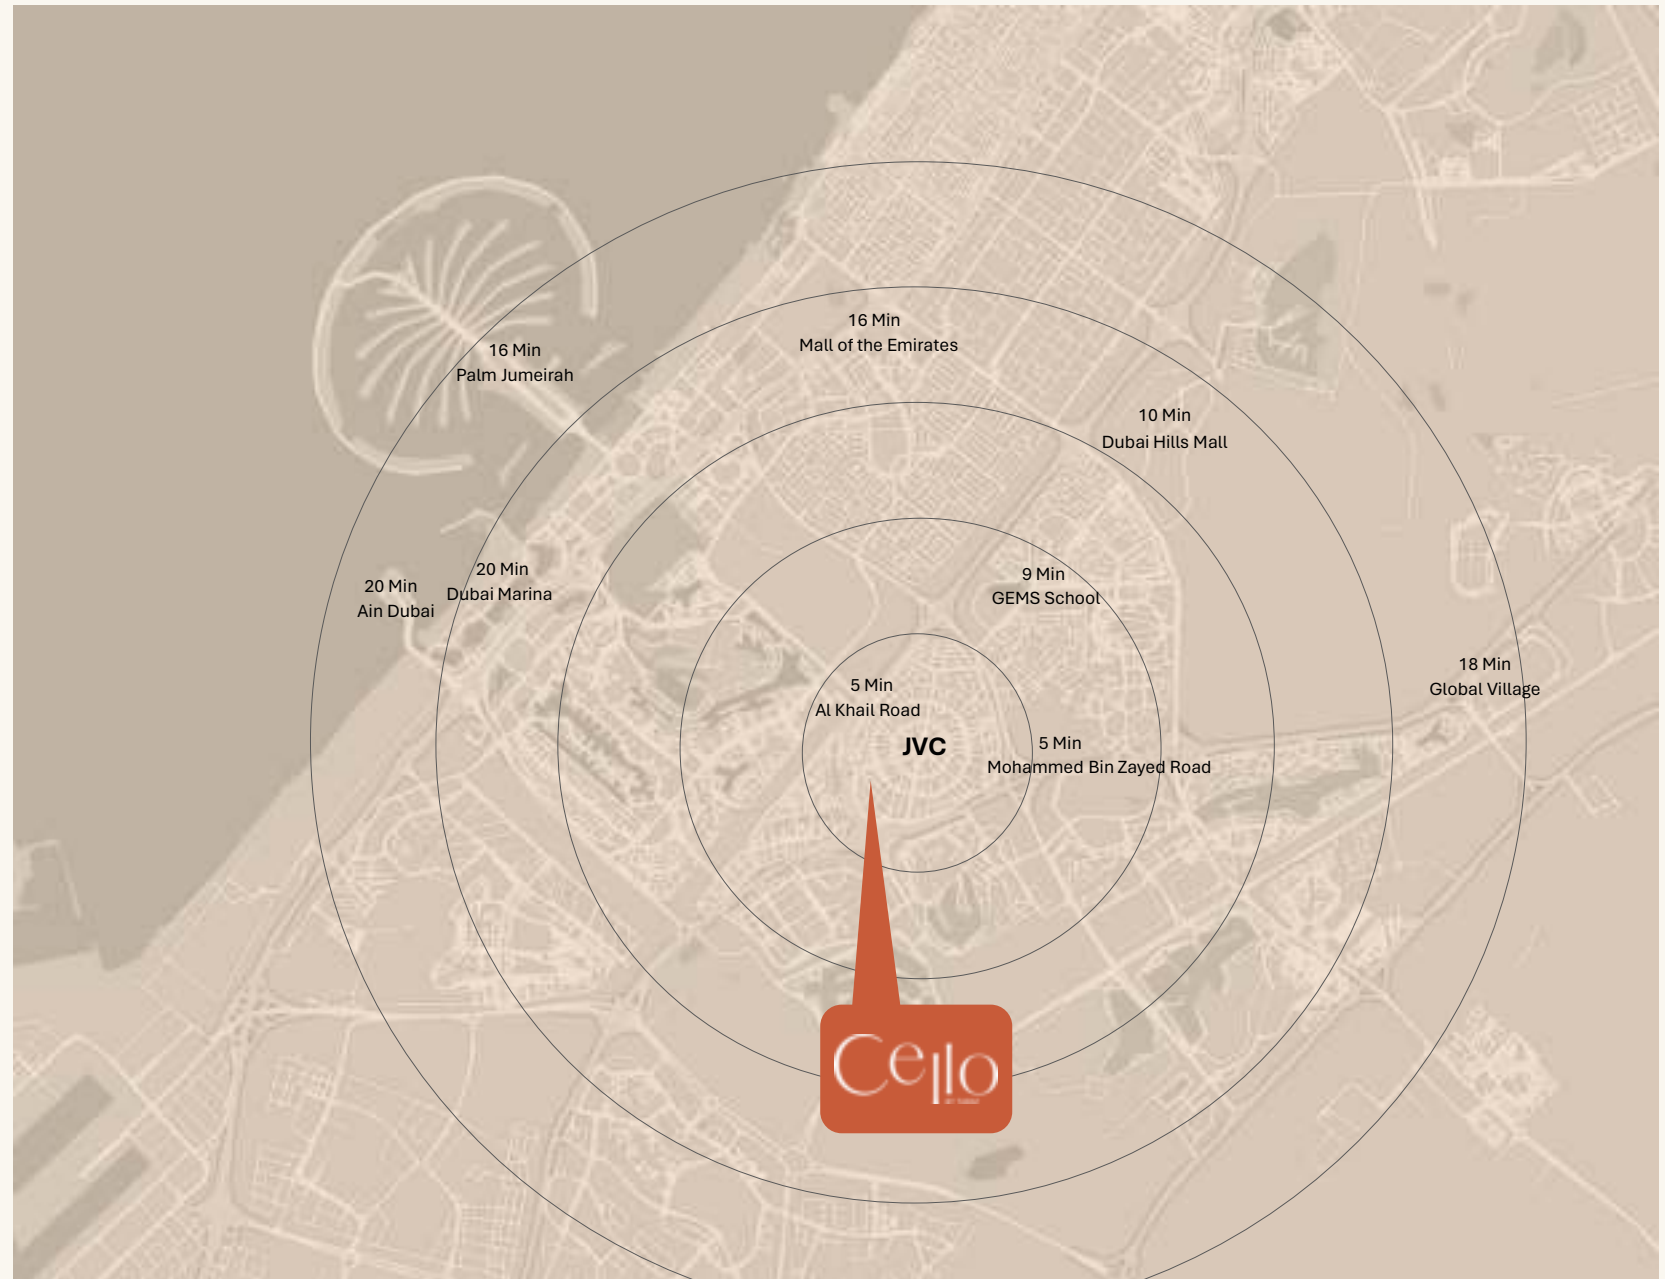 16 Min
Mall of the Emirates
16 Min
Palm Jumeirah
10 Min
Dubai Hills Mall
20 Min
Dubai Marina
20 Min
Ain Dubai
9 Min
GEMS School
18 Min
Global Village
5 Min
Al Khail Road
JVC
5 Min
Mohammed Bin Zayed Road
Cello